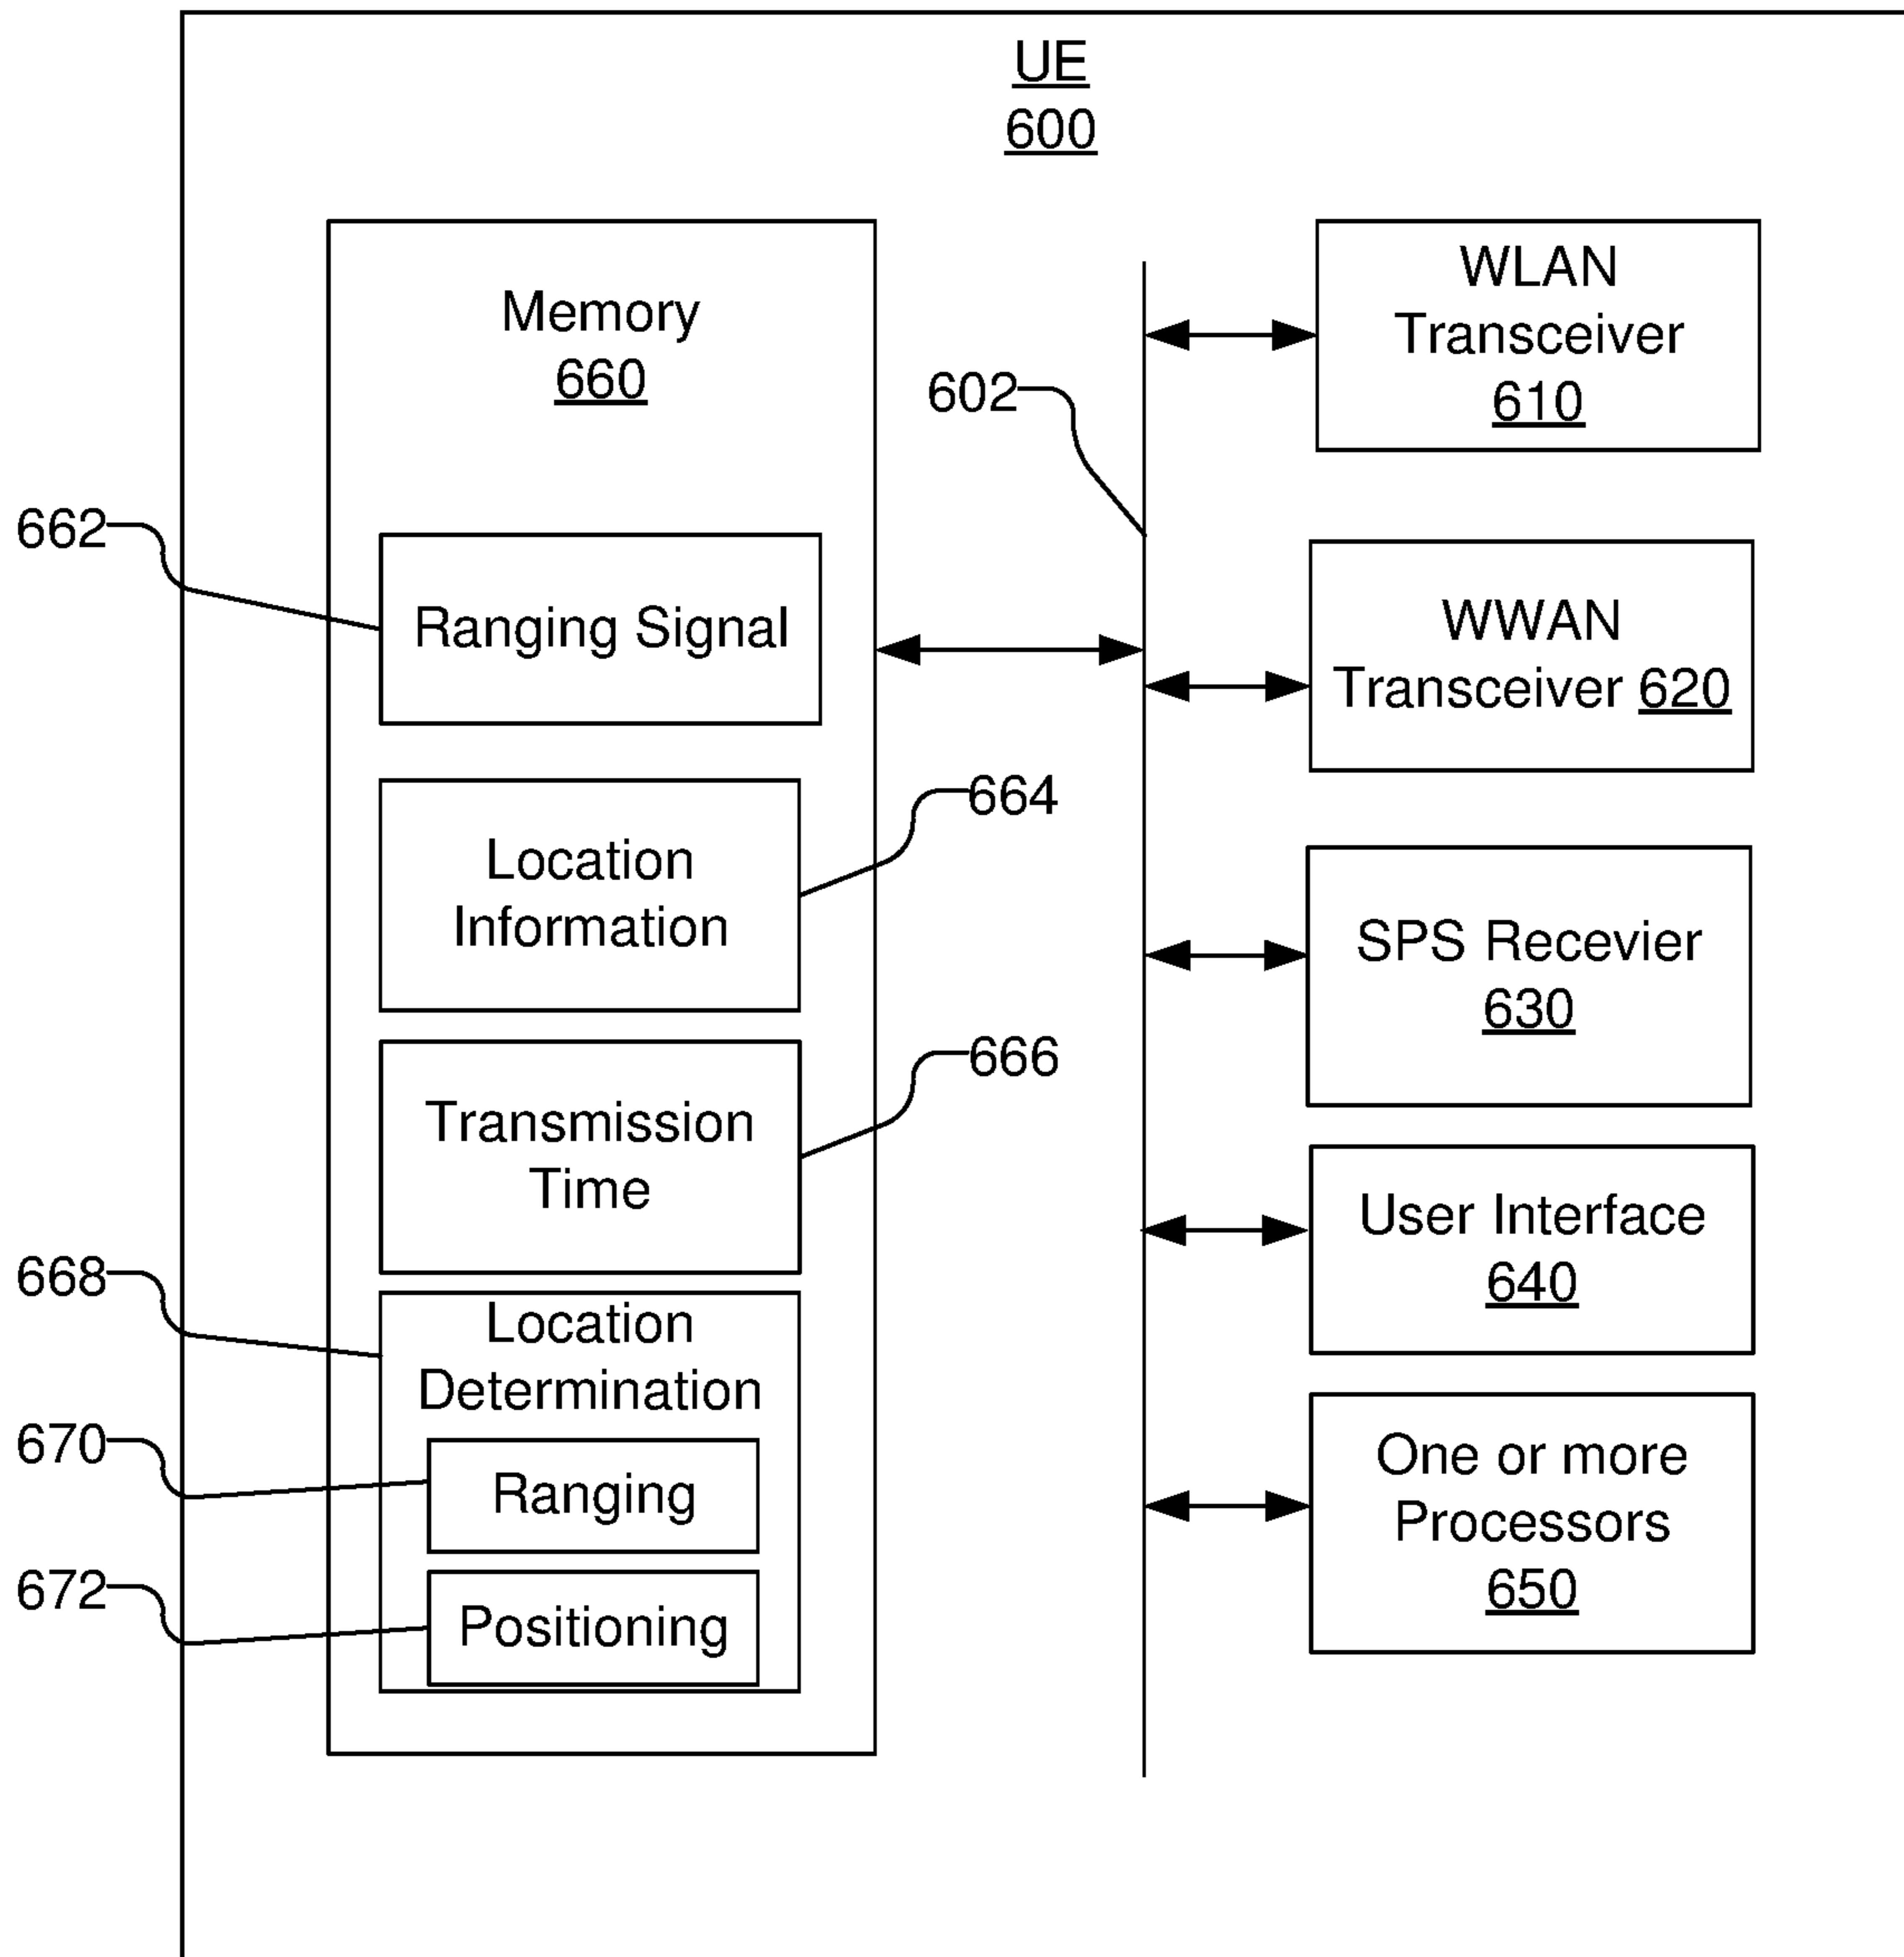 UE
600
Memory
660
662
Ranging Signal
664
Location
Information
666
Transmission
Time
668
Location
Determination
670
Ranging
672
Positioning
602
WLAN
Transceiver
610
WWAN
Transceiver 620
SPS Recevier
630
User Interface
640
One or more
Processors
650